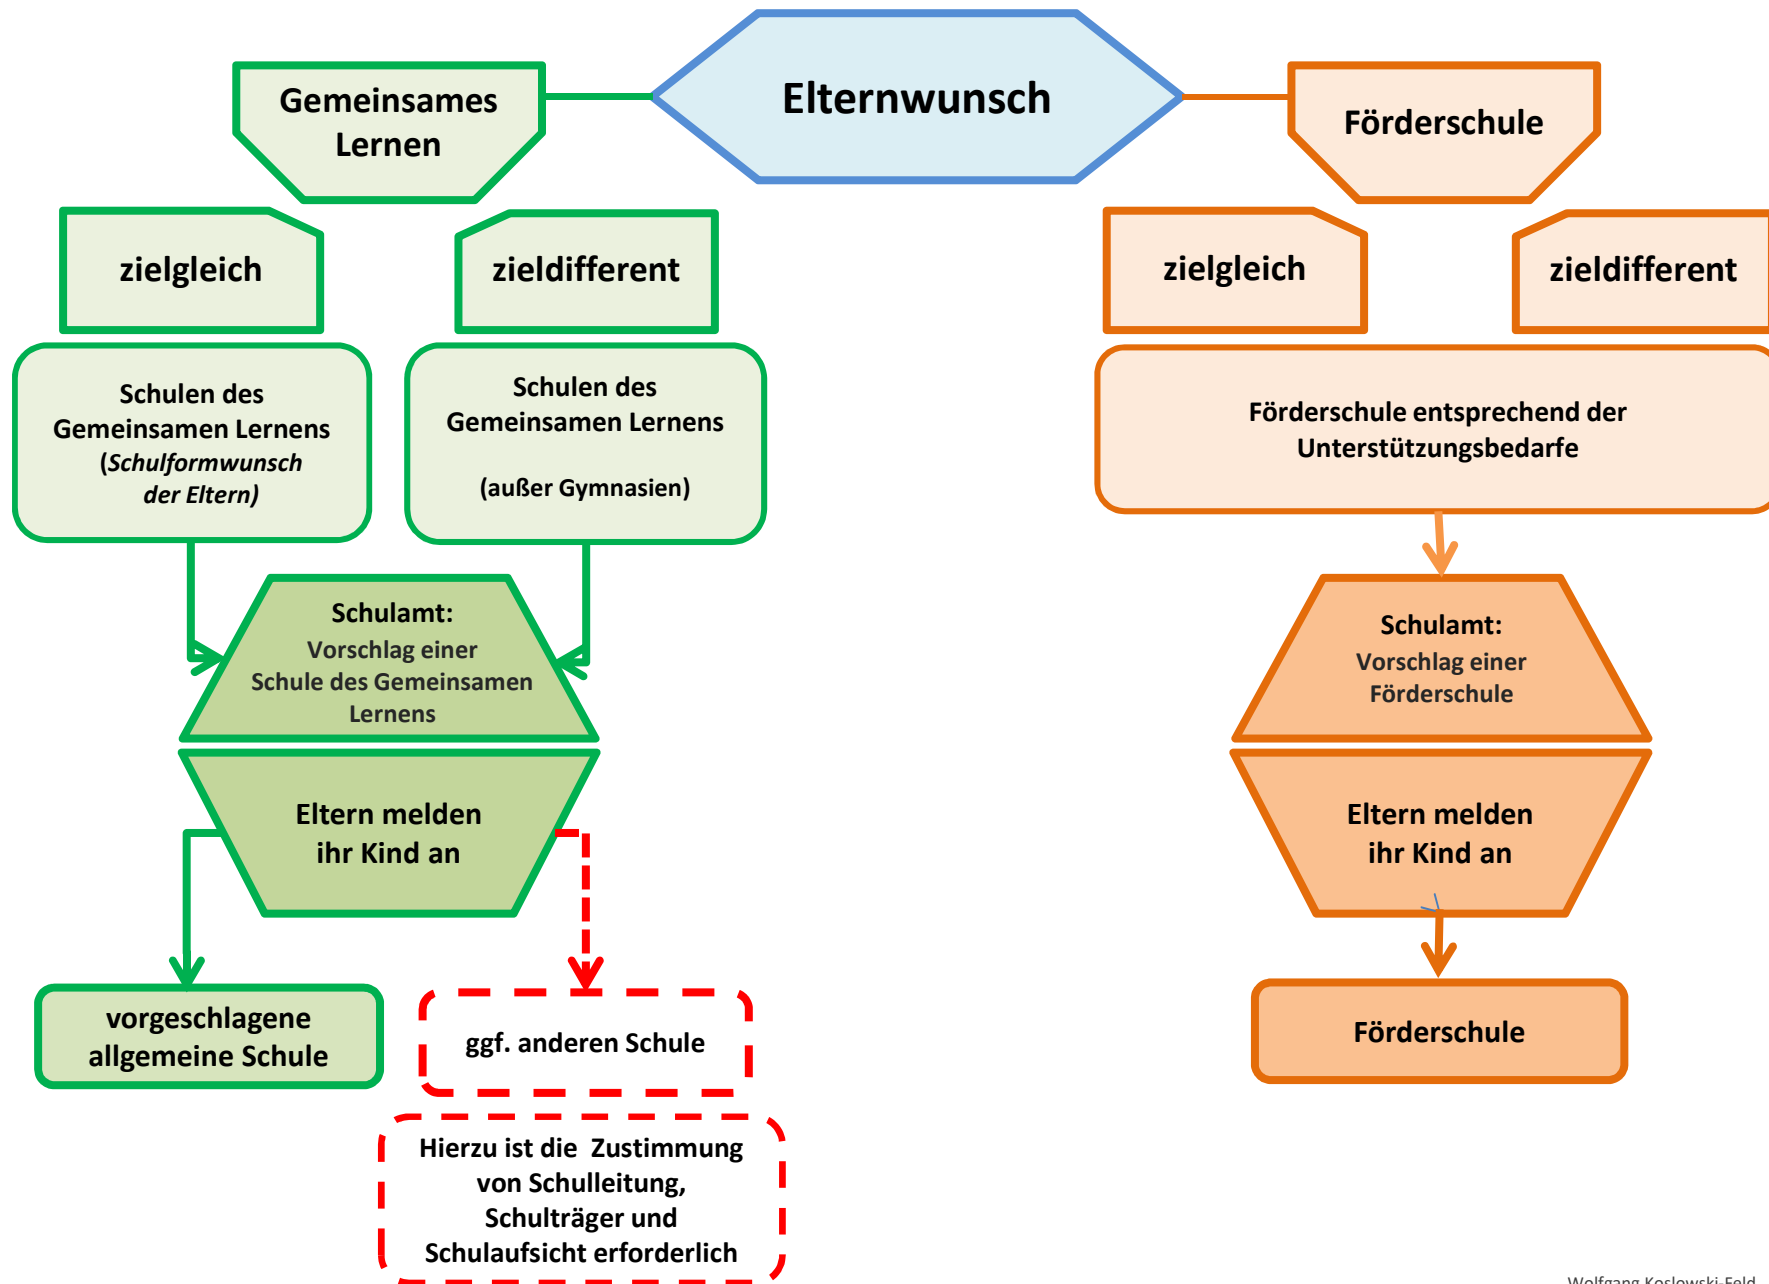 Elternwunsch
Gemeinsames
Lernen
zielgleich
zieldifferent
Schulen des
Gemeinsamen Lernens
(Schulformwunsch
der Eltern)
Schulen des
Gemeinsamen Lernens
(außer Gymnasien)
Schulamt:
Vorschlag einer
Schule des Gemeinsamen
Lernens
Eltern melden
ihr Kind an
vorgeschlagene
allgemeine Schule
ggf. anderen Schule
Hierzu ist die  Zustimmung
von Schulleitung,
Schulträger und
Schulaufsicht erforderlich
Förderschule
zielgleich
zieldifferent
Förderschule entsprechend der
Unterstützungsbedarfe
Schulamt:
Vorschlag einer
Förderschule
Eltern melden
ihr Kind an
Förderschule
Wolfgang Koslowski-Feld